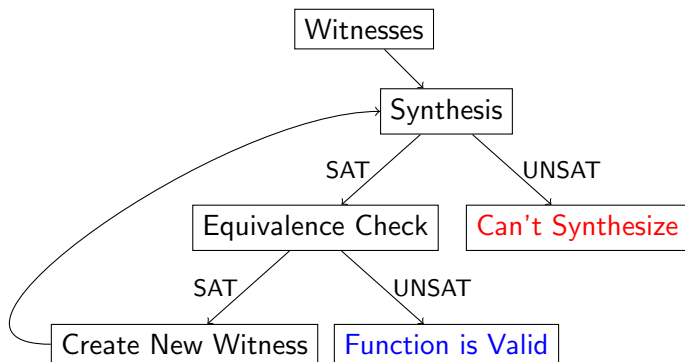 Witnesses
Synthesis
SAT
UNSAT
Equivalence Check
Can't Synthesize
SAT
UNSAT
Create New Witness
Function is Valid